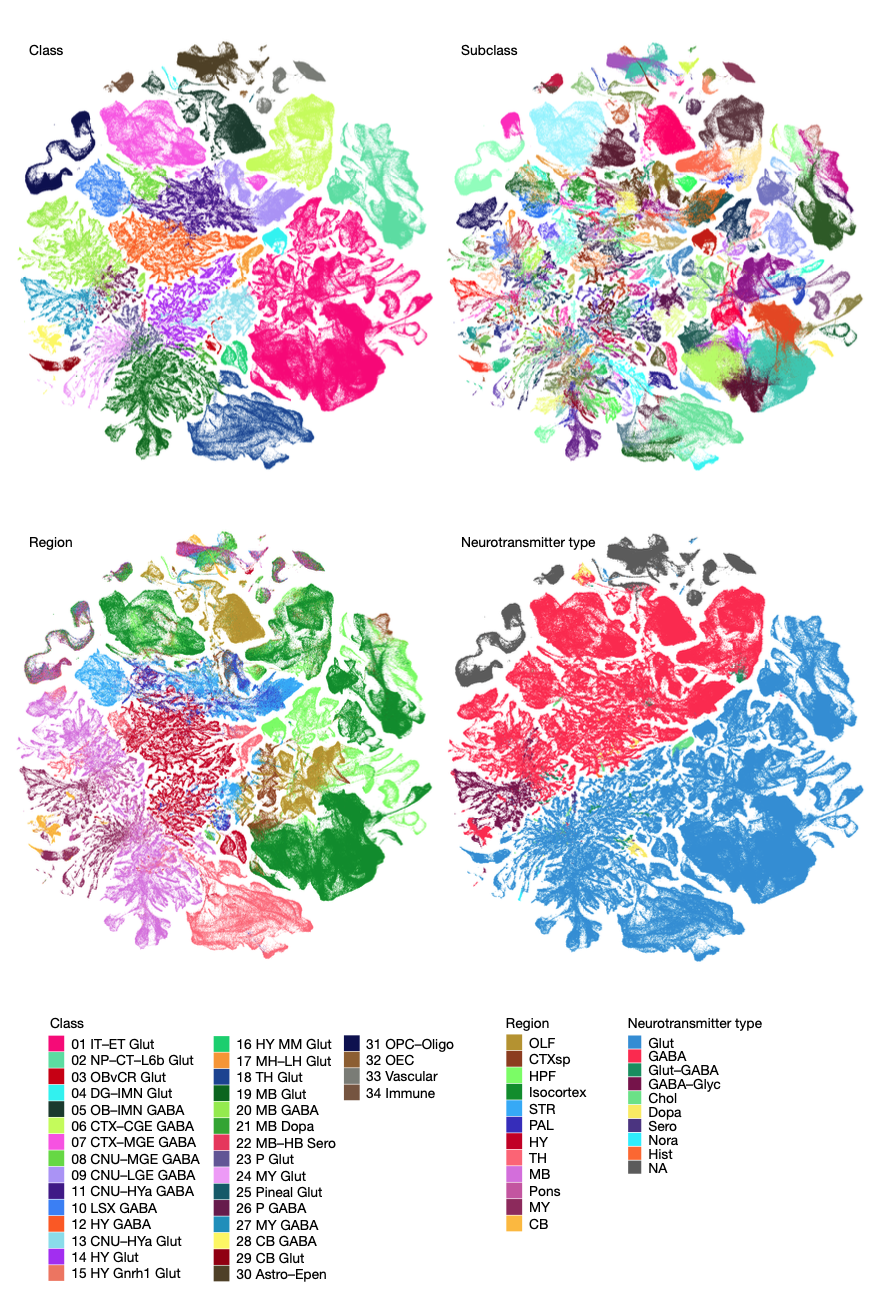 Class
Subclass
Region
Neurotransmitter type
Class
01 IT–ET Glut
02 NP–CT–L6b Glut
03 OBvCR Glut
04 DG–IMN Glut
05 OB–IMN GABA
06 CTX–CGE GABA
07 CTX–MGE GABA
08 CNU–MGE GABA
09 CNU–LGE GABA
11 CNU–HYa GABA
10 LSX GABA
12 HY GABA
13 CNU–HYa Glut
14 HY Glut
15 HY Gnrh1 Glut
16 HY MM Glut
17 MH–LH Glut
18 TH Glut
19 MB Glut
20 MB GABA
21 MB Dopa
22 MB–HB Sero
23 P Glut
24 MY Glut
25 Pineal Glut
26 P GABA
27 MY GABA
28 CB GABA
29 CB Glut
30 Astro–Epen
31 OPC–Oligo
32 OEC
33 Vascular
34 Immune
Region
OLF
CTXsp
HPF
Isocortex
STR
PAL
HY
TH
MB
Pons
MY
CB
Neurotransmitter type
Glut
GABA
Glut–GABA
GABA–Glyc
Chol
Dopa
Sero
Nora
Hist
NA